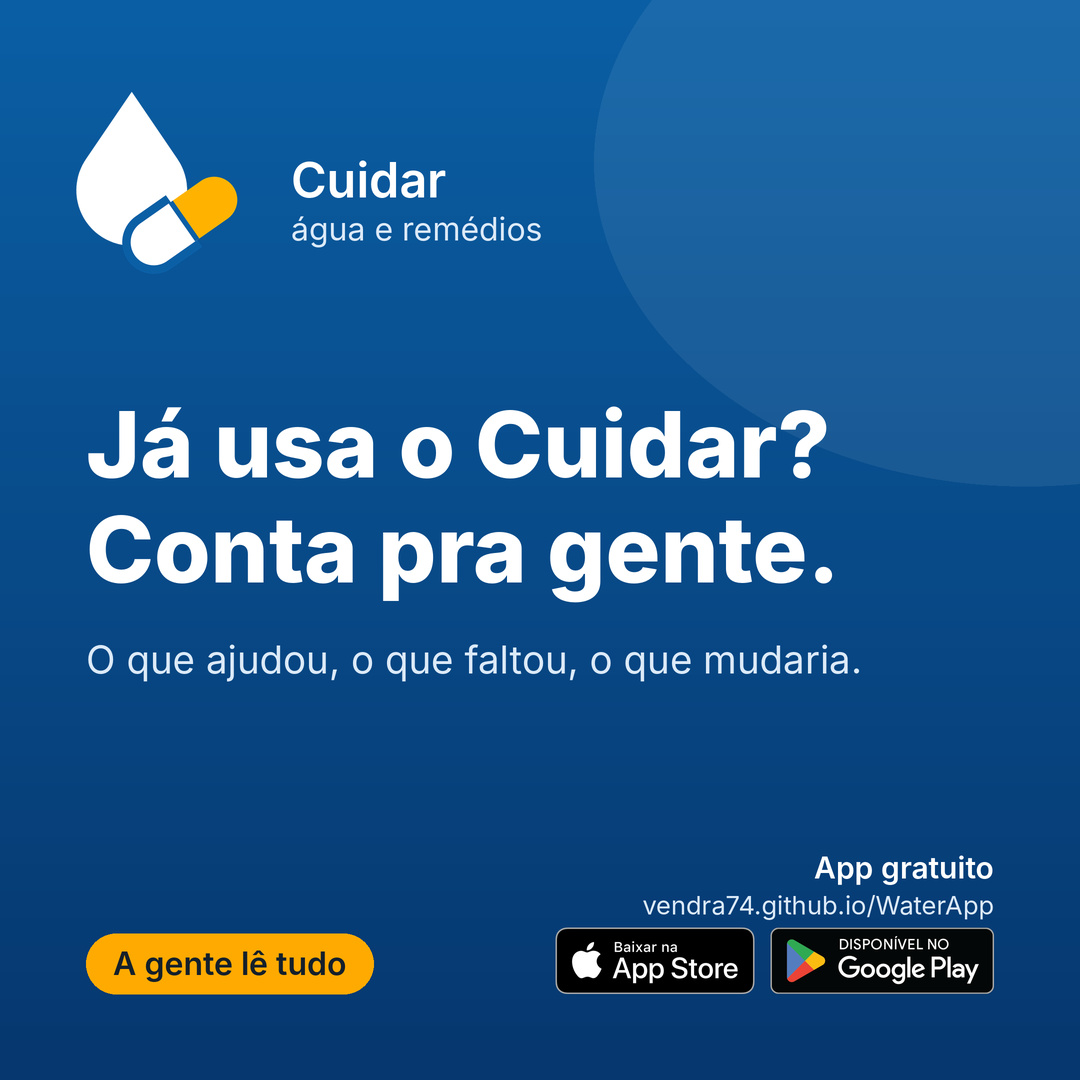 Cuidar
água e remédios
Já usa o Cuidar?
Conta pra gente.
O que ajudou, o que faltou, o que mudaria.
App gratuito
vendra74.github.io/WaterApp
A gente lê tudo
Baixar na
App Store
DISPONÍVEL NO
Google Play